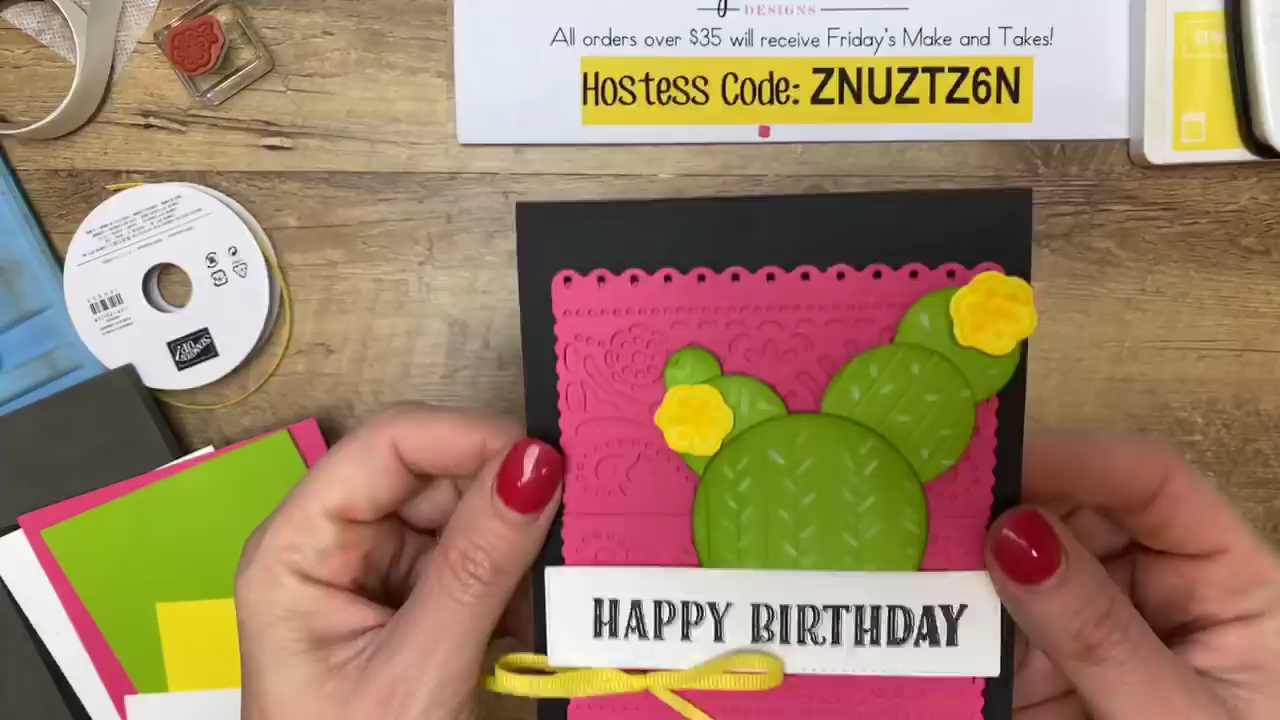 DESIGNS
All orders over $35 will receive Friday's Make and Takes!
Hostess Code: ZNUZTZ6N
HAPPY BIRTHDAY